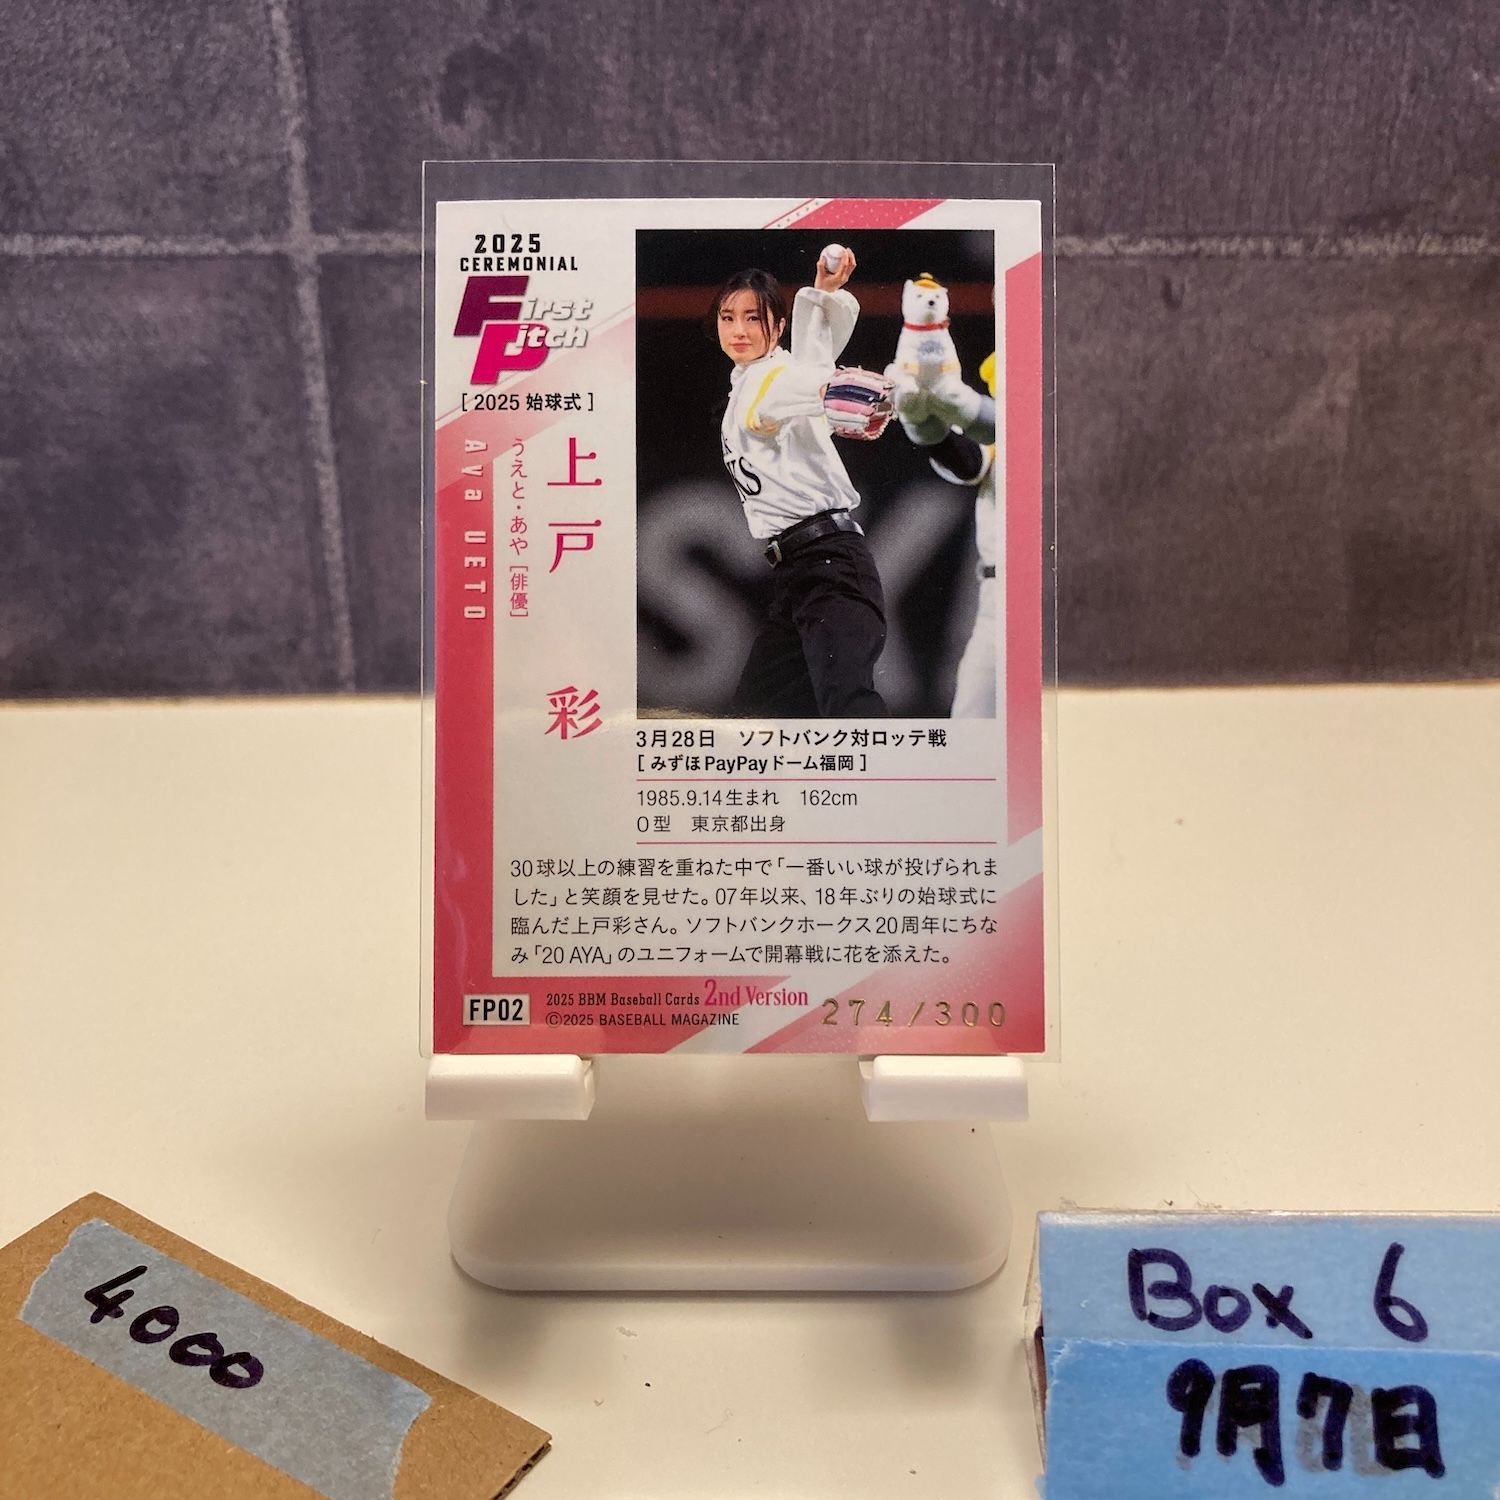 2025
CEREMONIAL
First
Pitch
[ 2025 始球式 ]
Aya UETO
うえと・あや [俳優]
上戸 彩
KS
3月28日 ソフトバンク対ロッテ戦
[ みずほPayPayドーム福岡 ]
1985.9.14生まれ 162cm
O型 東京都出身
30球以上の練習を重ねた中で「一番いい球が投げられま
した」と笑顔を見せた。07年以来、18年ぶりの始球式に
臨んだ上戸彩さん。ソフトバンクホークス20周年にちな
み「20 AYA」のユニフォームで開幕戦に花を添えた。
FP02
2025 BBM Baseball Cards 2nd Version
©2025 BASEBALL MAGAZINE
274/300
4000
Box 6
9月7日